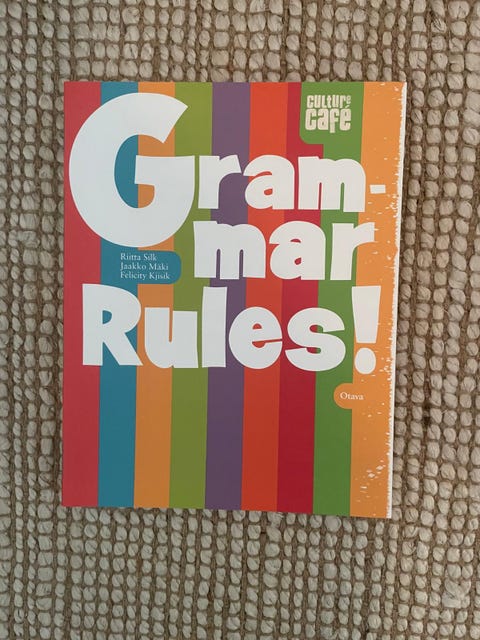 CULTURE
café
Gram-
mar
Riitta Silk
Jaakko Mäki
Felicity Kjisik
Rules!
Otava